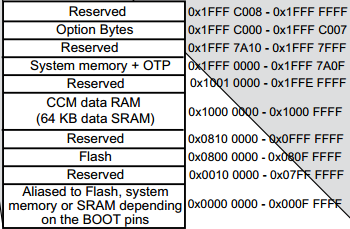 Reserved 0x1FFF C008 - 0x1FFF FFFF
Option Bytes 0x1FFF C000 - 0x1FFF C007
Reserved 0x1FFF 7A10 - 0x1FFF 7FFF
System memory + OTP 0x1FFF 0000 - 0x1FFF 7A0F
Reserved 0x1001 0000 - 0x1FFE FFFF
CCM data RAM
(64 KB data SRAM) 0x1000 0000 - 0x1000 FFFF
Reserved 0x0810 0000 - 0x0FFF FFFF
Flash 0x0800 0000 - 0x080F FFFF
Reserved 0x0010 0000 - 0x07FF FFFF
Aliased to Flash, system
memory or SRAM depending 0x0000 0000 - 0x000F FFFF
on the BOOT pins